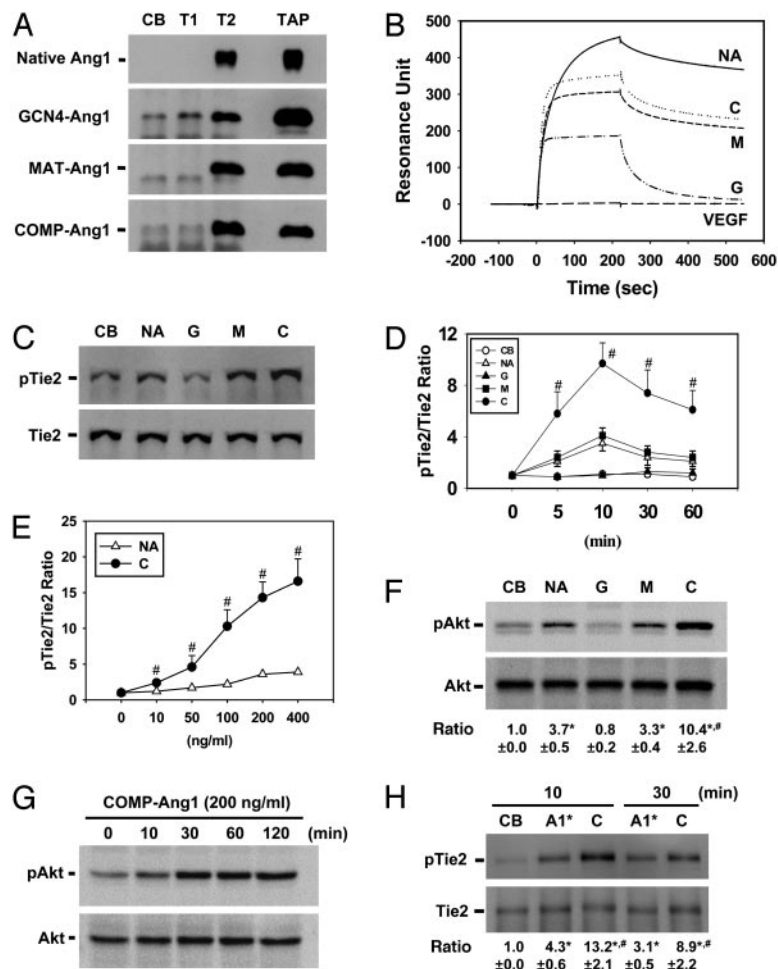 A
CB T1 T2 TAP
Native Ang1
GCN4-Ang1
MAT-Ang1
COMP-Ang1
B
Resonance Unit
500
400
300
200
100
0
-100
-200 -100 0 100 200 300 400 500 600
Time (sec)
NA
C
M
G
VEGF
C
CB NA G M C
pTie2
Tie2
D
pTie2/Tie2 Ratio
12
8
4
0
CB
NA
G
M
C
# # # #
0 5 10 30 60
(min)
E
pTie2/Tie2 Ratio
25
20
15
10
5
0
NA
C
# # # # #
0 10 50 100 200 400
(ng/ml)
F
CB NA G M C
pAkt
Akt
Ratio 1.0 3.7* 0.8 3.3* 10.4*,#
±0.0 ±0.5 ±0.2 ±0.4 ±2.6
G
COMP-Ang1 (200 ng/ml)
0 10 30 60 120 (min)
pAkt
Akt
H
10 30 (min)
CB A1* C A1* C
pTie2
Tie2
Ratio 1.0 4.3* 13.2*,# 3.1* 8.9*,#
±0.0 ±0.6 ±2.1 ±0.5 ±2.2